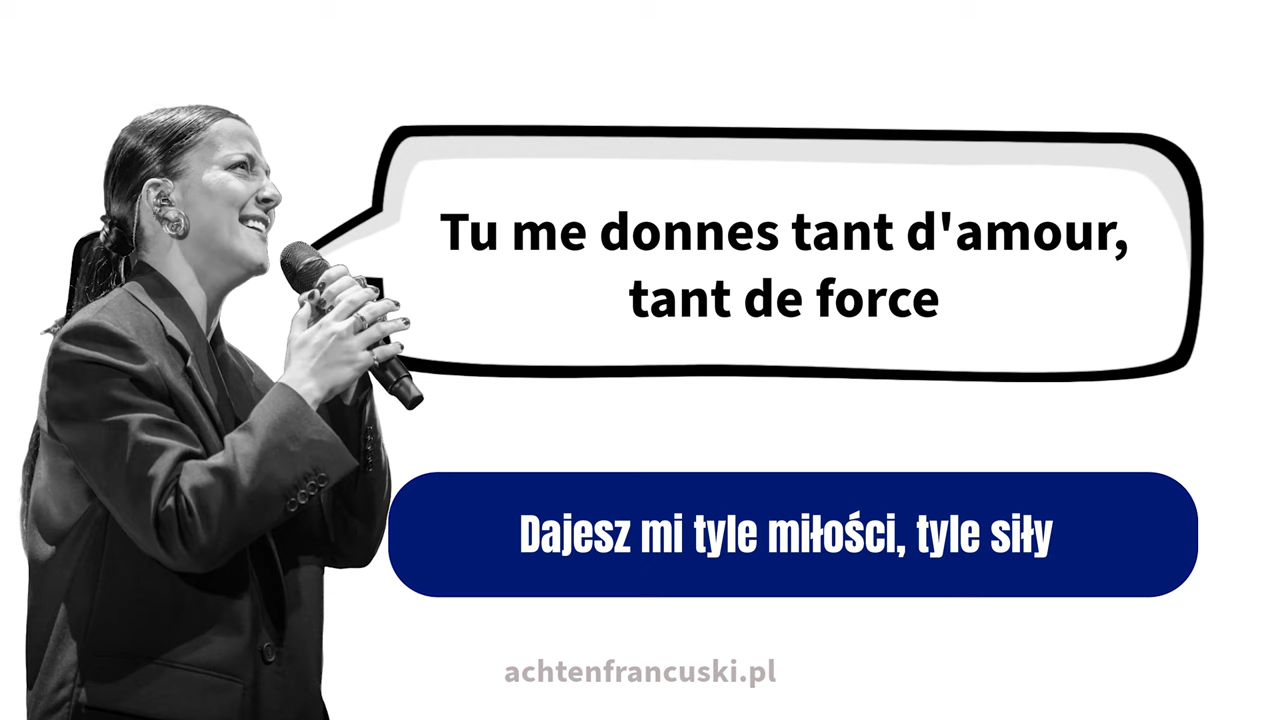 Tu me donnes tant d'amour,
tant de force
Dajesz mi tyle miłości, tyle siły
achtenfrancuski.pl